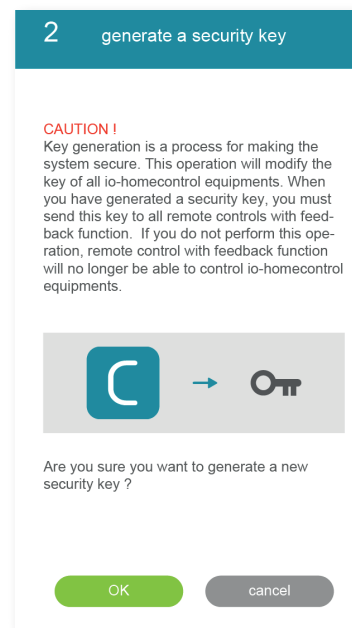 2 generate a security key
CAUTION !
Key generation is a process for making the
system secure. This operation will modify the
key of all io-homecontrol equipments. When
you have generated a security key, you must
send this key to all remote controls with feed-
back function. If you do not perform this ope-
ration, remote control with feedback function
will no longer be able to control io-homecontrol
equipments.
Are you sure you want to generate a new
security key ?
OK cancel